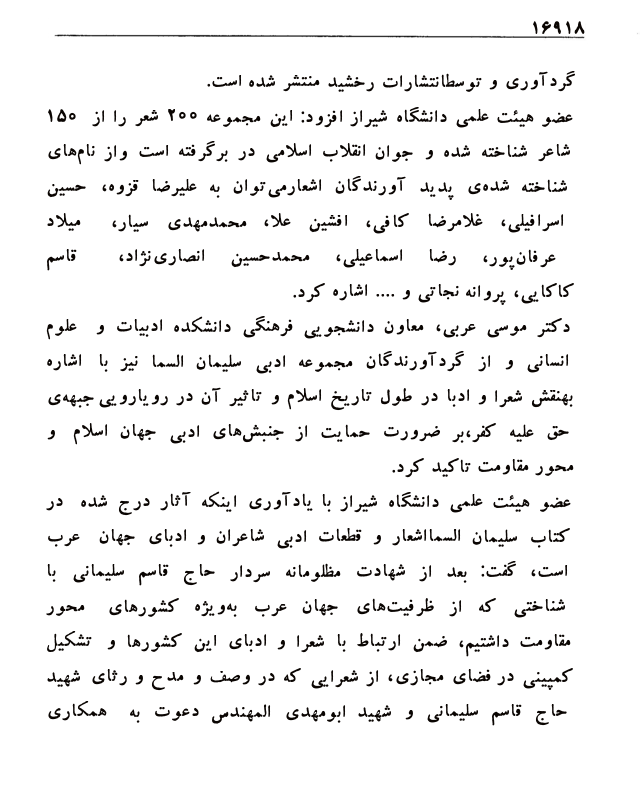 ۱۶۹۱۸
گردآوری و توسطانتشارات رخشید منتشر شده است.
عضو هیئت علمی دانشگاه شیراز افزود: این مجموعه ۲۰۰ شعر را از ۱۵۰
شاعر شناخته شده و جوان انقلاب اسلامی در برگرفته است واز نام‌های
شناخته شده‌ی پدید آورندگان اشعارمی‌توان به علیرضا قزوه، حسین
اسرافیلی، غلامرضا کافی، افشین علا، محمدمهدی سیار، میلاد
عرفان‌پور، رضا اسماعیلی، محمدحسین انصاری‌نژاد، قاسم
کاکایی، پروانه نجاتی و .... اشاره کرد.
دکتر موسی عربی، معاون دانشجویی فرهنگی دانشکده ادبیات و علوم
انسانی و از گردآورندگان مجموعه ادبی سلیمان السما نیز با اشاره
بهنقش شعرا و ادبا در طول تاریخ اسلام و تاثیر آن در رویارویی جبهه‌ی
حق علیه کفر،بر ضرورت حمایت از جنبش‌های ادبی جهان اسلام و
محور مقاومت تاکید کرد.
عضو هیئت علمی دانشگاه شیراز با یادآوری اینکه آثار درج شده در
کتاب سلیمان السمااشعار و قطعات ادبی شاعران و ادبای جهان عرب
است، گفت: بعد از شهادت مظلومانه سردار حاج قاسم سلیمانی با
شناختی که از ظرفیت‌های جهان عرب به‌ویژه کشورهای محور
مقاومت داشتیم، ضمن ارتباط با شعرا و ادبای این کشورها و تشکیل
کمپینی در فضای مجازی، از شعرایی که در وصف و مدح و رثای شهید
حاج قاسم سلیمانی و شهید ابومهدی المهندس دعوت به همکاری